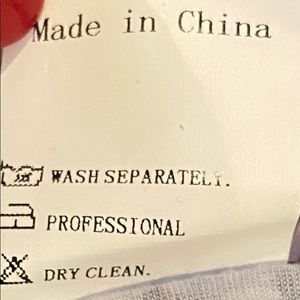 Made in China
WASH SEPARATELY.
PROFESSIONAL
DRY CLEAN.